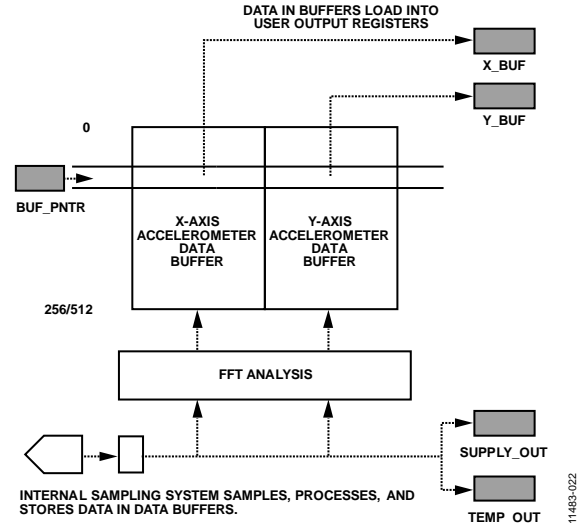 DATA IN BUFFERS LOAD INTO
USER OUTPUT REGISTERS
X_BUF
Y_BUF
0
BUF_PNTR
X-AXIS
ACCELEROMETER
DATA
BUFFER
Y-AXIS
ACCELEROMETER
DATA
BUFFER
256/512
FFT ANALYSIS
SUPPLY_OUT
INTERNAL SAMPLING SYSTEM SAMPLES, PROCESSES, AND
STORES DATA IN DATA BUFFERS.
TEMP_OUT
11483-022